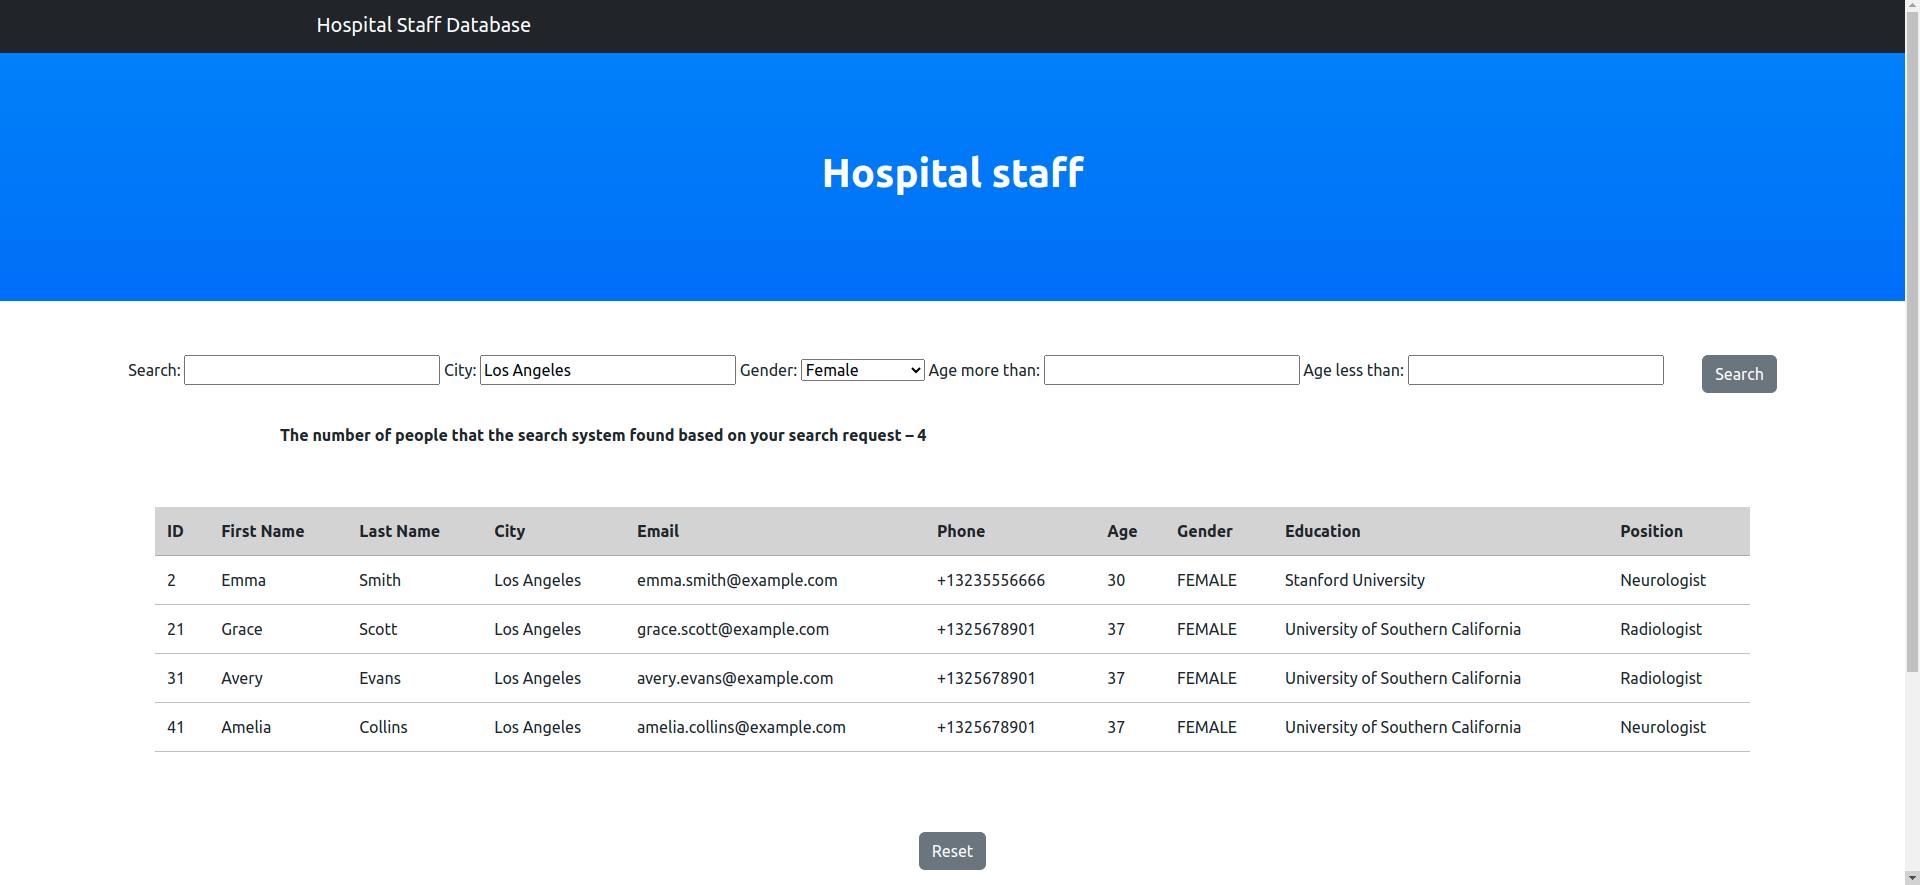 Hospital Staff Database
Hospital staff
Search: City: Los Angeles Gender: Female Age more than: Age less than: Search
The number of people that the search system found based on your search request – 4
ID First Name Last Name City Email Phone Age Gender Education Position
2 Emma Smith Los Angeles emma.smith@example.com +13235556666 30 FEMALE Stanford University Neurologist
21 Grace Scott Los Angeles grace.scott@example.com +1325678901 37 FEMALE University of Southern California Radiologist
31 Avery Evans Los Angeles avery.evans@example.com +1325678901 37 FEMALE University of Southern California Radiologist
41 Amelia Collins Los Angeles amelia.collins@example.com +1325678901 37 FEMALE University of Southern California Neurologist
Reset